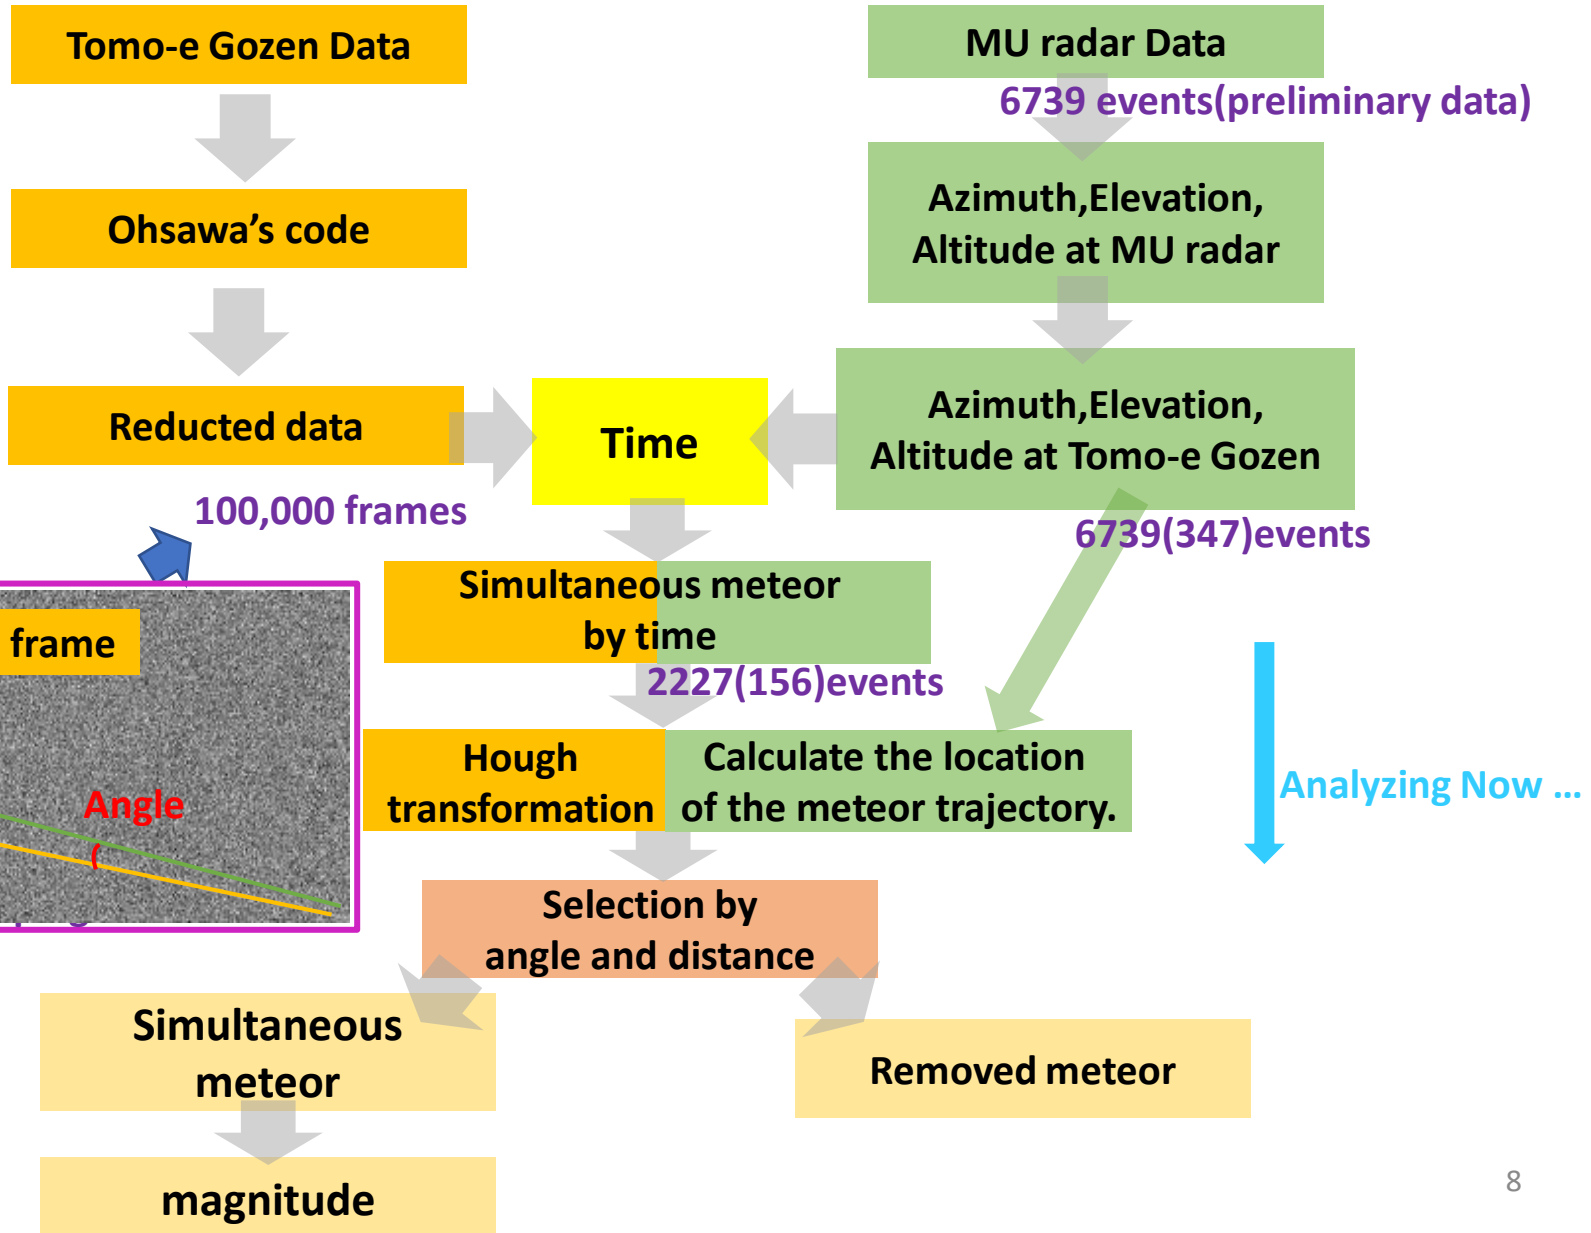 Tomo-e Gozen Data
MU radar Data
6739 events(preliminary data)
Ohsawa's code
Azimuth,Elevation,
Altitude at MU radar
Reducted data
Time
Azimuth,Elevation,
Altitude at Tomo-e Gozen
100,000 frames
6739(347)events
Simultaneous meteor
by time
2227(156)events
frame
Angle
Hough
transformation
Calculate the location
of the meteor trajectory.
Analyzing Now ...
Selection by
angle and distance
Simultaneous
meteor
Removed meteor
magnitude
8